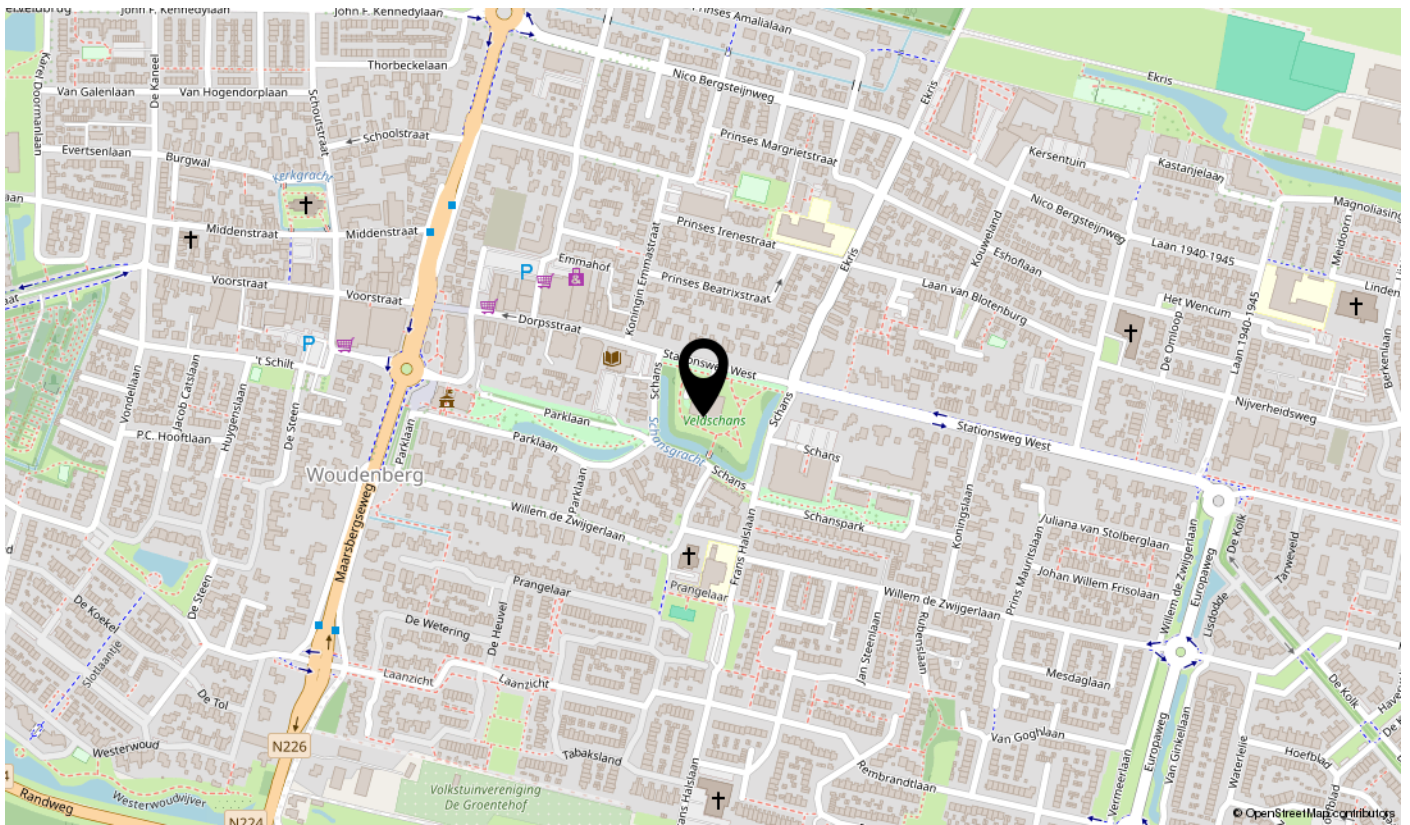 John F. Kennedylaan
John F. Kennedylaan
Prinses Amalialaan
Thorbeckelaan
Karel Doormanlaan
De Kaneel
Van Galenlaan
Van Hogendorplaan
Nico Bergsteijnweg
Ekris
Ekris
Schoutstraat
Schoolstraat
Evertsenlaan
Burgwal
Prinses Margrietstraat
Kersentuin
Kastanjelaan
Kerkgracht
Magnoliasing
Middenstraat
Middenstraat
Prinses Irenestraat
Nico Bergsteijnweg
Kouweland
Laan 1940-1945
Meidoorn
Emmahof
Koningin Emmastraat
Ekris
Eshoflaan
Voorstraat
Voorstraat
Prinses Beatrixstraat
Laan van Blotenburg
Het Wencum
Linden
P
Dorpsstraat
De Omloop
Laan 1940-1945
Berkenlaan
P
't Schilt
Stationsweg West
Schans
Vondellaan
Jacob Catslaan
Huygenslaan
De Steen
Parklaan
Veldschans
Schans
Nijverheidsweg
P.C. Hooftlaan
Parklaan
Parklaan
Schansgracht
Stationsweg West
Schans
Woudenberg
Schans
Parklaan
Koningslaan
Maarsbergseweg
Willem de Zwijgerlaan
Schanspark
Juliana van Stolberglaan
De Kolk
Frans Halslaan
Prins Mauritslaan
Willem de Zwijgerlaan
Europaweg
Tarweveld
De Steen
Prangelaar
Prangelaar
Johan Willem Frisolaan
Lisdodde
De Koekel
De Wetering
De Heuvel
Willem de Zwijgerlaan
Rubenslaan
Slotlaantje
Jan Steenlaan
Laanzicht
Laanzicht
Mesdaglaan
De Kolk
De Tol
N226
Van Goghlaan
Westerwoud
Tabaksland
Europaweg
Van Ginkellaan
Waterlelie
Hoefblad
Rembrandtlaan
Vermeerlaan
Volkstuinvereniging
De Groentehof
Randweg
Westerwoudvijver
N224
© OpenStreetMap contributors